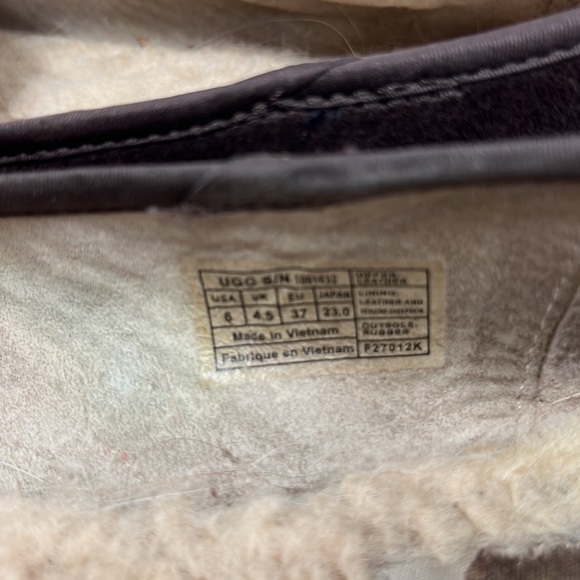 UGG S/N
USA UK EU JAPAN
6 4.5 37 23.0
Made in Vietnam
Fabrique en Vietnam
LEATHER
LINING:
LEATHER AND
OUTSOLE:
RUBBER
F27012K